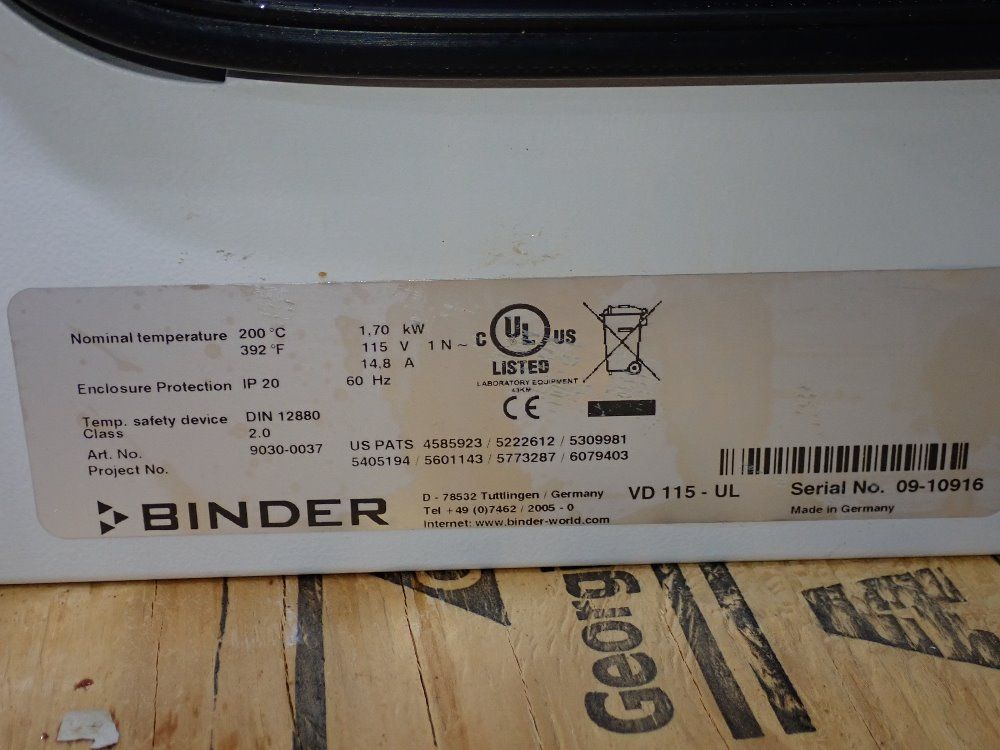 Nominal temperature 200 °C 1,70 kW
392 °F 115 V 1 N ~
14,8 A
Enclosure Protection IP 20 60 Hz
C UL US
LISTED
LABORATORY EQUIPMENT
43KM
CE
Temp. safety device DIN 12880
Class 2.0
Art. No. 9030-0037
Project No.
US PATS 4585923 / 5222612 / 5309981
5405194 / 5601143 / 5773287 / 6079403
BINDER
D - 78532 Tuttlingen / Germany
Tel +49 (0)7462 / 2005 - 0
Internet: www.binder-world.com
VD 115 - UL
Serial No. 09-10916
Made in Germany